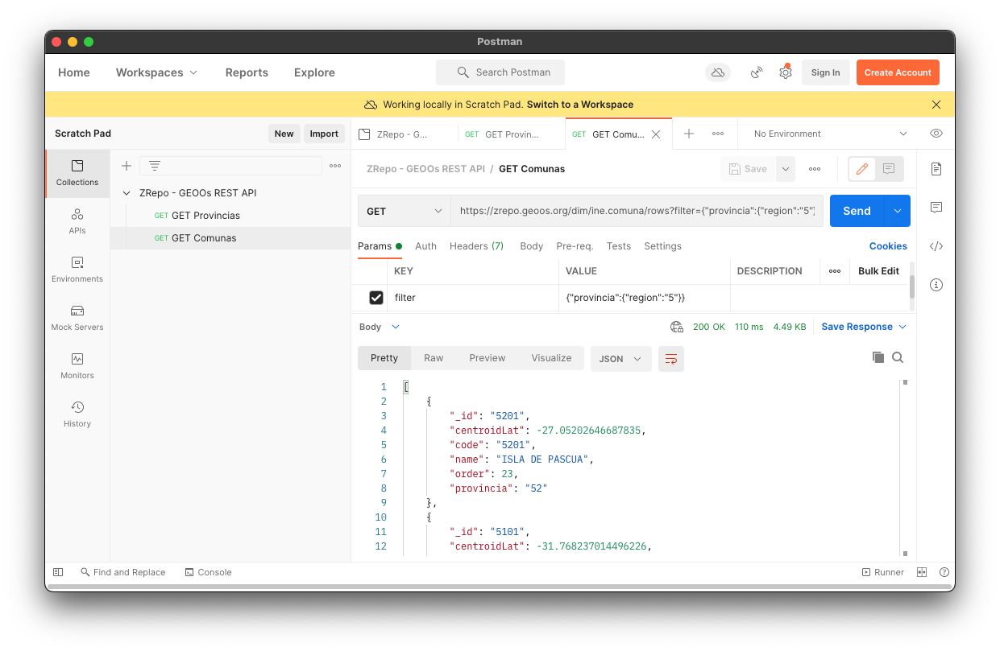 Postman
Home Workspaces Reports Explore Search Postman Sign In Create Account
Working locally in Scratch Pad. Switch to a Workspace
Scratch Pad New Import ZRepo - G... GET GET Provin... GET GET Comu... No Environment
Collections
APIs
Environments
Mock Servers
Monitors
History
ZRepo - GEOOs REST API
GET GET Provincias
GET GET Comunas
ZRepo - GEOOs REST API / GET Comunas Save
GET https://zrepo.geoos.org/dim/ine.comuna/rows?filter={"provincia":{"region":"5"} Send
Params Auth Headers (7) Body Pre-req. Tests Settings Cookies
KEY VALUE DESCRIPTION Bulk Edit
filter {"provincia":{"region":"5"}}
Body 200 OK 110 ms 4.49 KB Save Response
Pretty Raw Preview Visualize JSON
1 [
2 {
3 "_id": "5201",
4 "centroidLat": -27.05202646687835,
5 "code": "5201",
6 "name": "ISLA DE PASCUA",
7 "order": 23,
8 "provincia": "52"
9 },
10 {
11 "_id": "5101",
12 "centroidLat": -31.768237014496226,
Find and Replace Console Runner